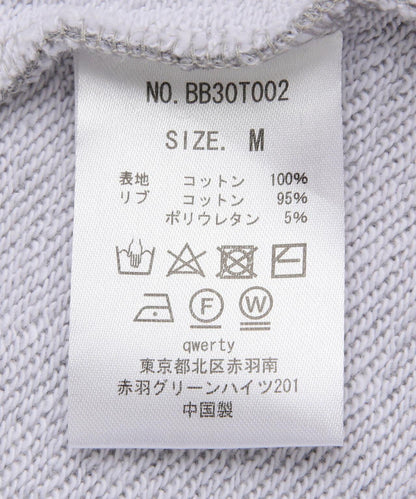 NO. BB30T002
SIZE. M
表地 コットン 100%
リブ コットン 95%
ポリウレタン 5%
F W
qwerty
東京都北区赤羽南
赤羽グリーンハイツ201
中国製